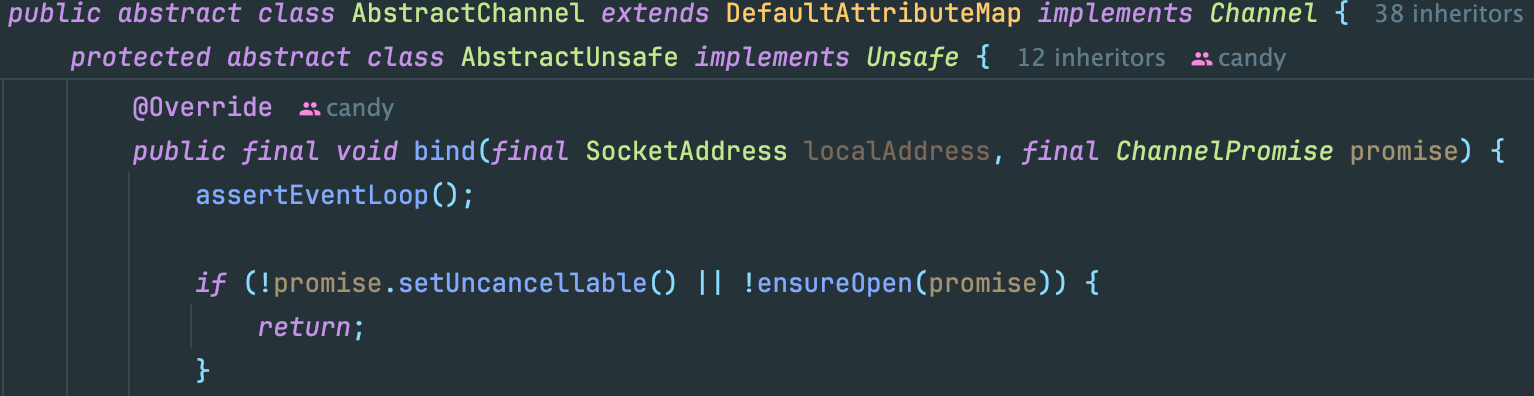 public abstract class AbstractChannel extends DefaultAttributeMap implements Channel { 38 inheritors
protected abstract class AbstractUnsafe implements Unsafe { 12 inheritors candy
@Override candy
public final void bind(final SocketAddress localAddress, final ChannelPromise promise) {
assertEventLoop();
if (!promise.setUncancellable() || !ensureOpen(promise)) {
return;
}